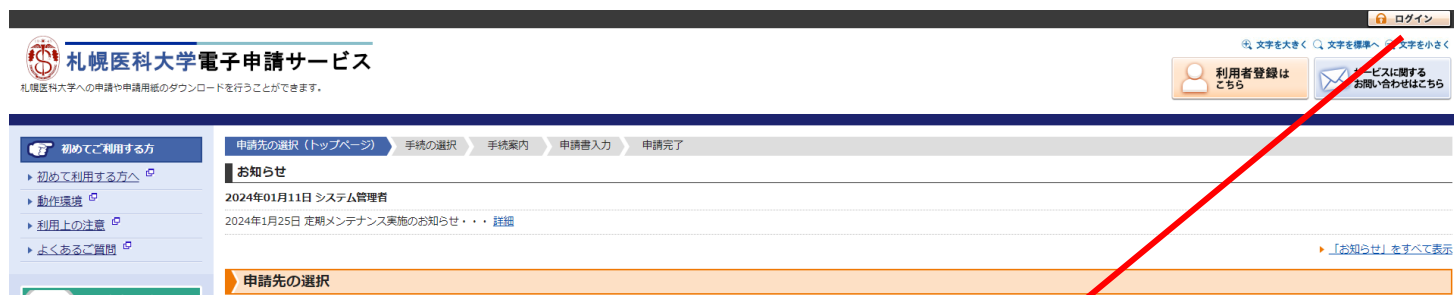 ログイン
文字を大きく 文字を標準へ 文字を小さく
札幌医科大学電子申請サービス
札幌医科大学への申請や申請用紙のダウンロードを行うことができます。
利用者登録は
こちら
サービスに関する
お問い合わせはこちら
初めてご利用する方
初めて利用する方へ
動作環境
利用上の注意
よくあるご質問
申請先の選択（トップページ） 手続の選択 手続案内 申請書入力 申請完了
お知らせ
2024年01月11日 システム管理者
2024年1月25日 定期メンテナンス実施のお知らせ・・・ 詳細
「お知らせ」をすべて表示
申請先の選択